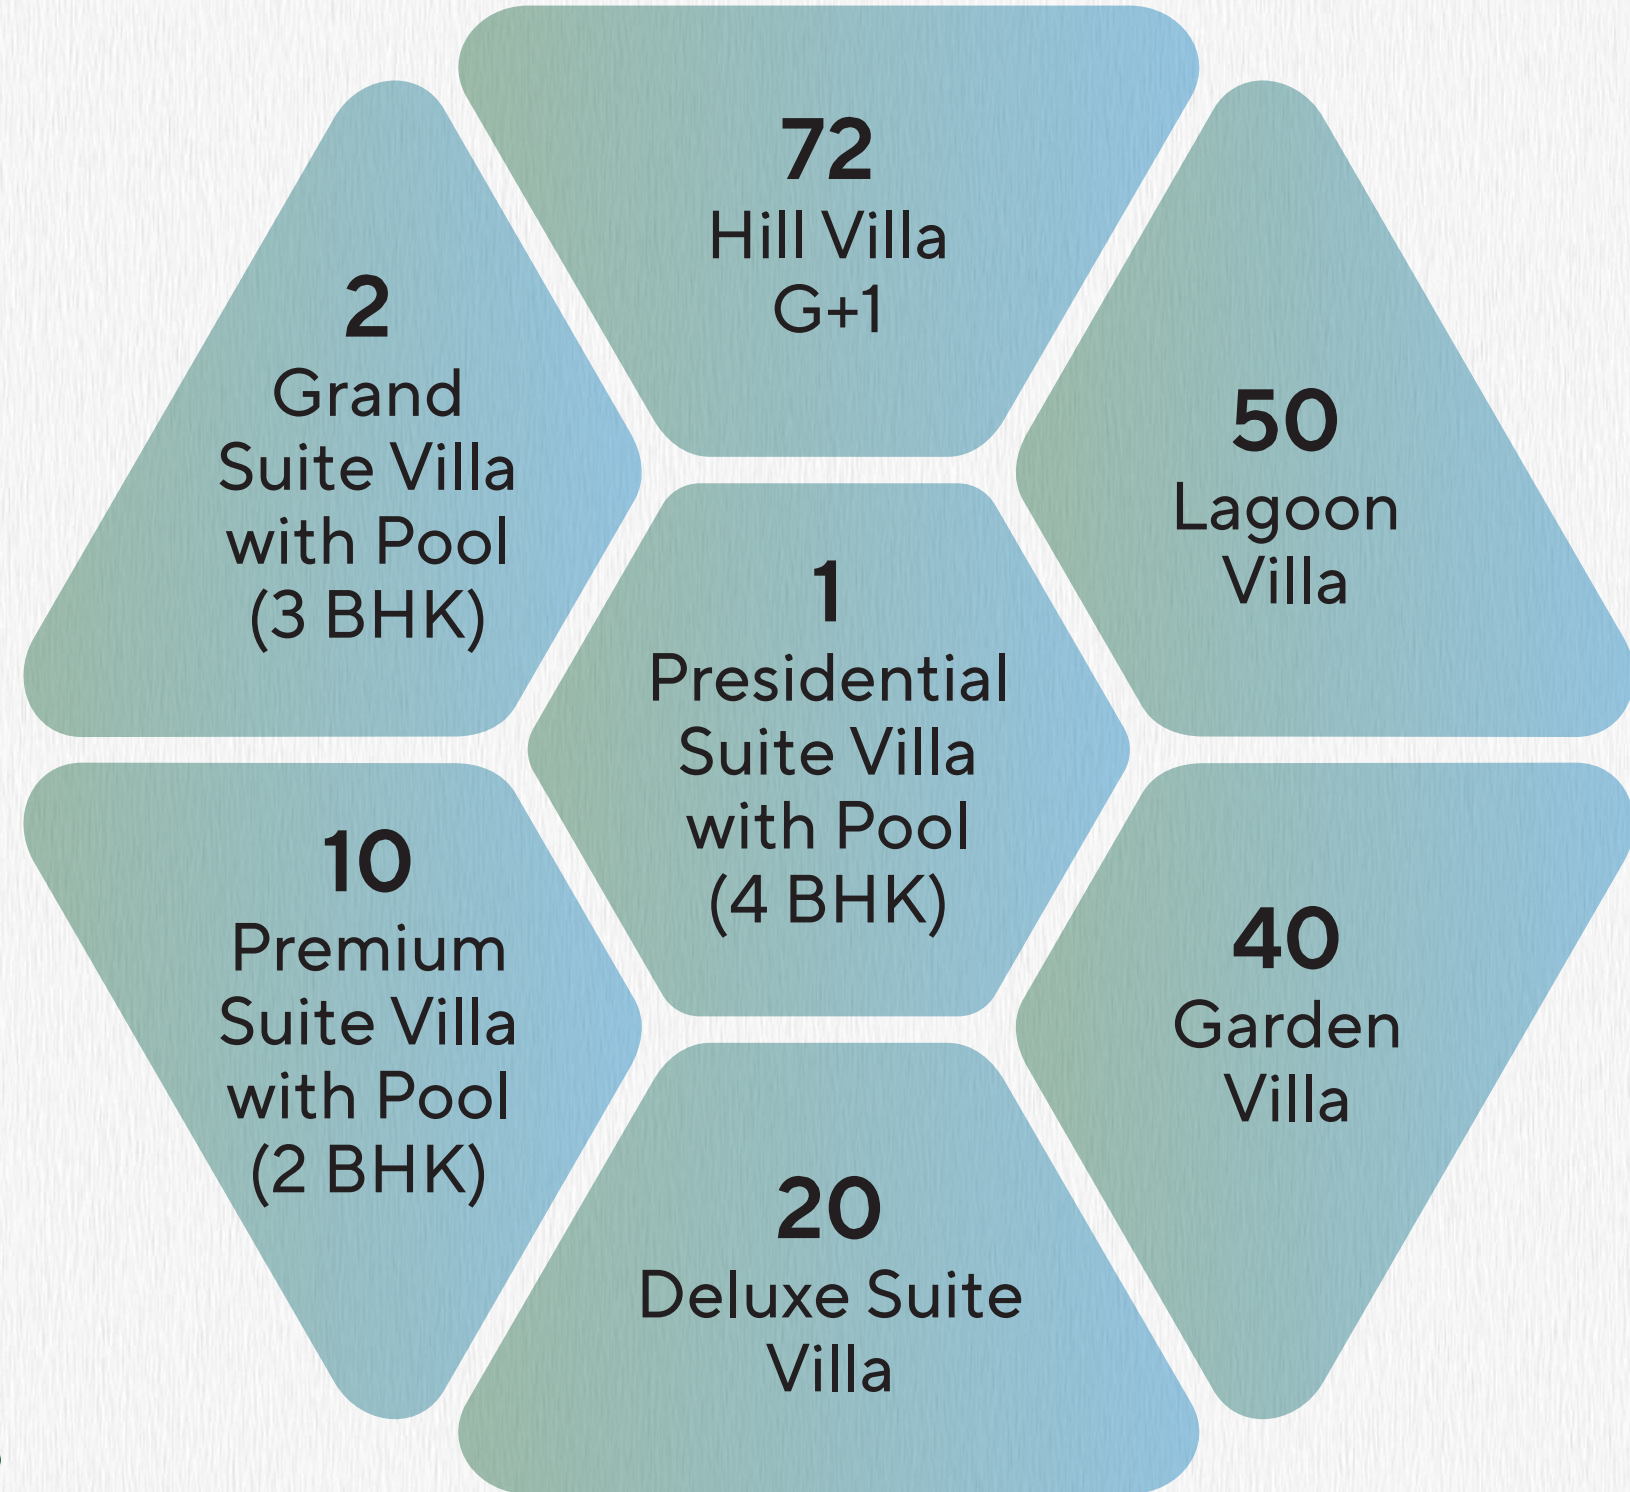 72
Hill Villa
G+1
2
Grand
Suite Villa
with Pool
(3 BHK)
50
Lagoon
Villa
1
Presidential
Suite Villa
with Pool
(4 BHK)
10
Premium
Suite Villa
with Pool
(2 BHK)
40
Garden
Villa
20
Deluxe Suite
Villa